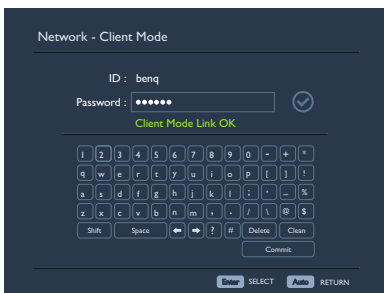 Network - Client Mode
ID : benq
Password : ●●●●●●
Client Mode Link OK
1 2 3 4 5 6 7 8 9 0 - + *
q w e r t y u i o p [ ] !
a s d f g h j k l ; ' _ %
z x c v b n m , . / \ @ $
Shift Space ⬅ ➡ ? # Delete Clean
Commit
Enter SELECT Auto RETURN